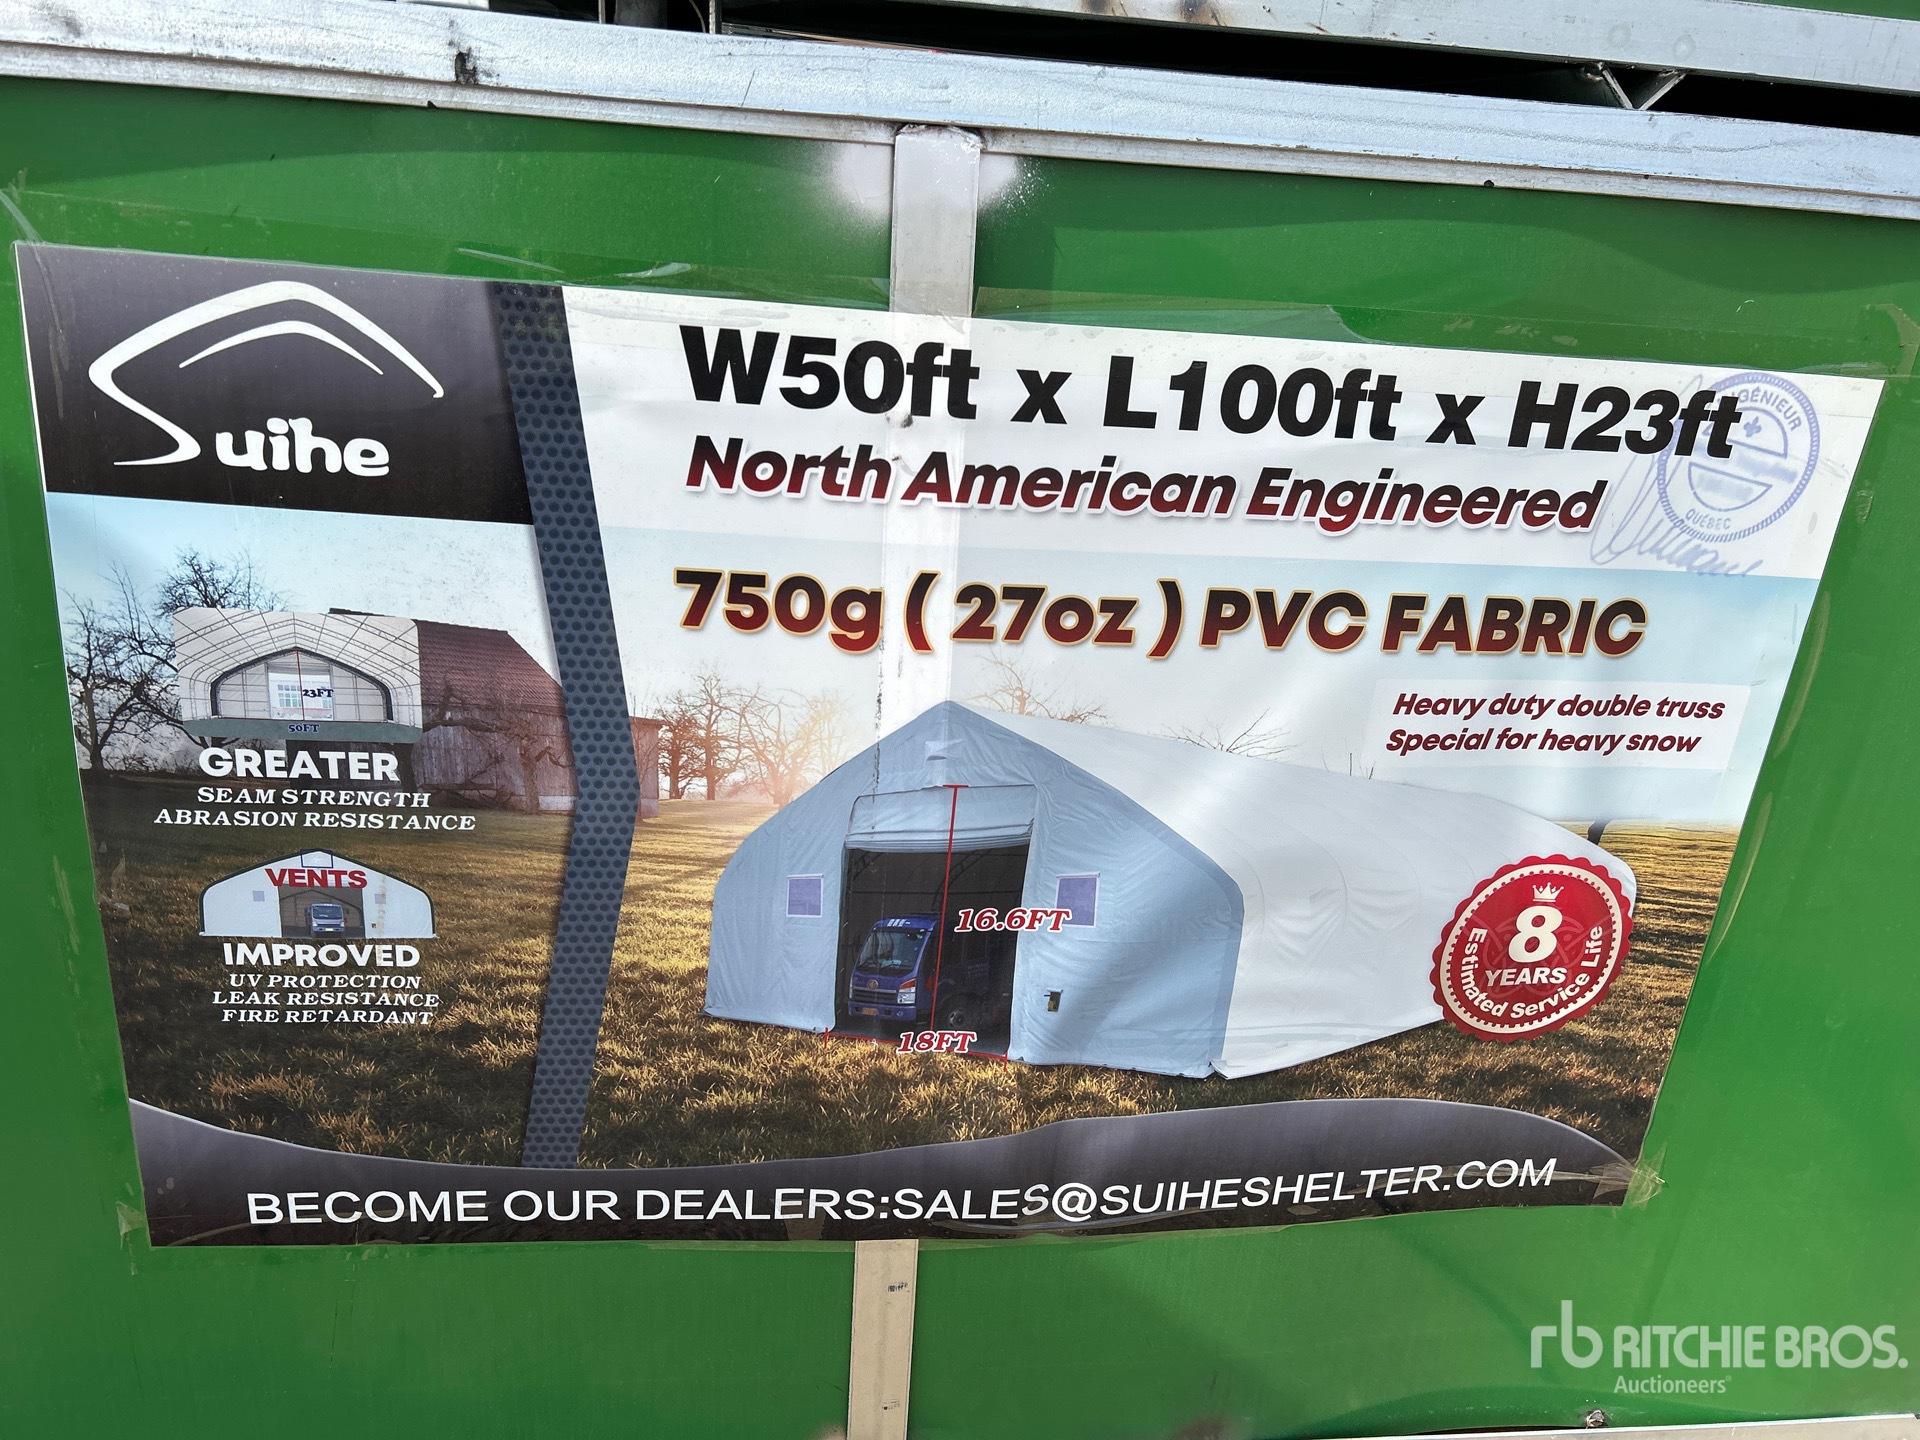 Suihe
W50ft x L100ft x H23ft
North American Engineered
INGÉNIEUR
QUÉBEC
750g ( 27oz ) PVC FABRIC
Heavy duty double truss
Special for heavy snow
23FT
50FT
GREATER
SEAM STRENGTH
ABRASION RESISTANCE
VENTS
IMPROVED
UV PROTECTION
LEAK RESISTANCE
FIRE RETARDANT
16.6FT
18FT
8
YEARS
Estimated Service Life
BECOME OUR DEALERS:SALES@SUIHESHELTER.COM
rb RITCHIE BROS.
Auctioneers